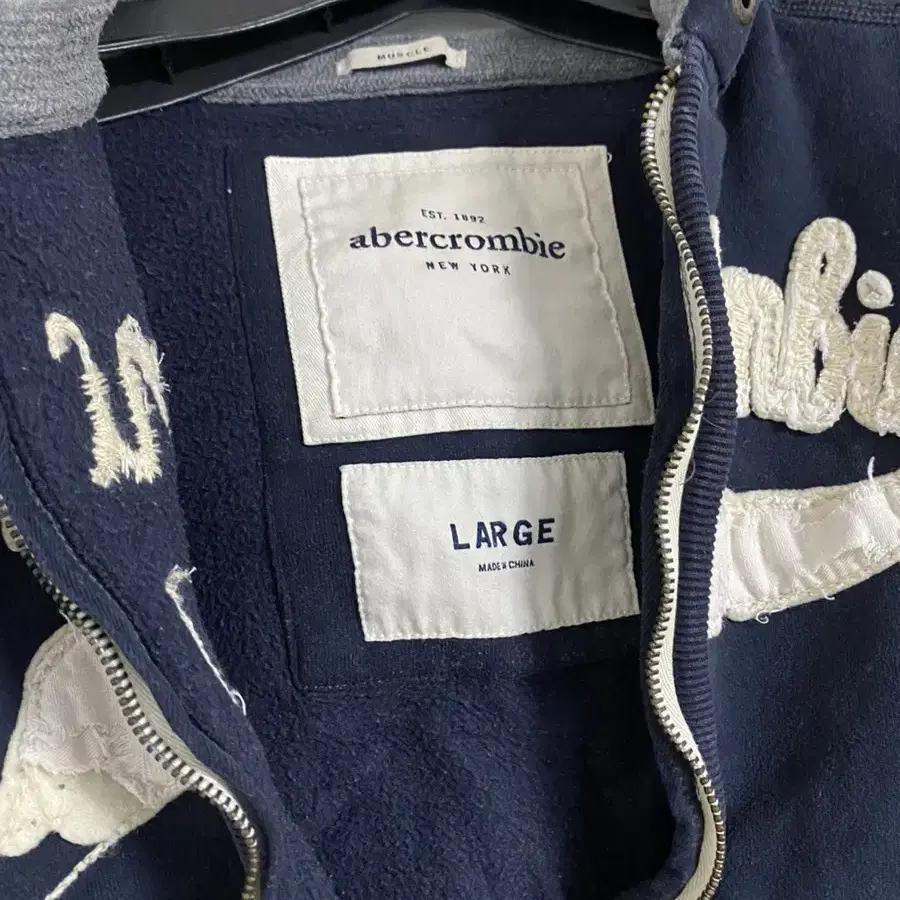 MUSCLE
EST. 1892
abercrombie
NEW YORK
LARGE
MADE IN CHINA